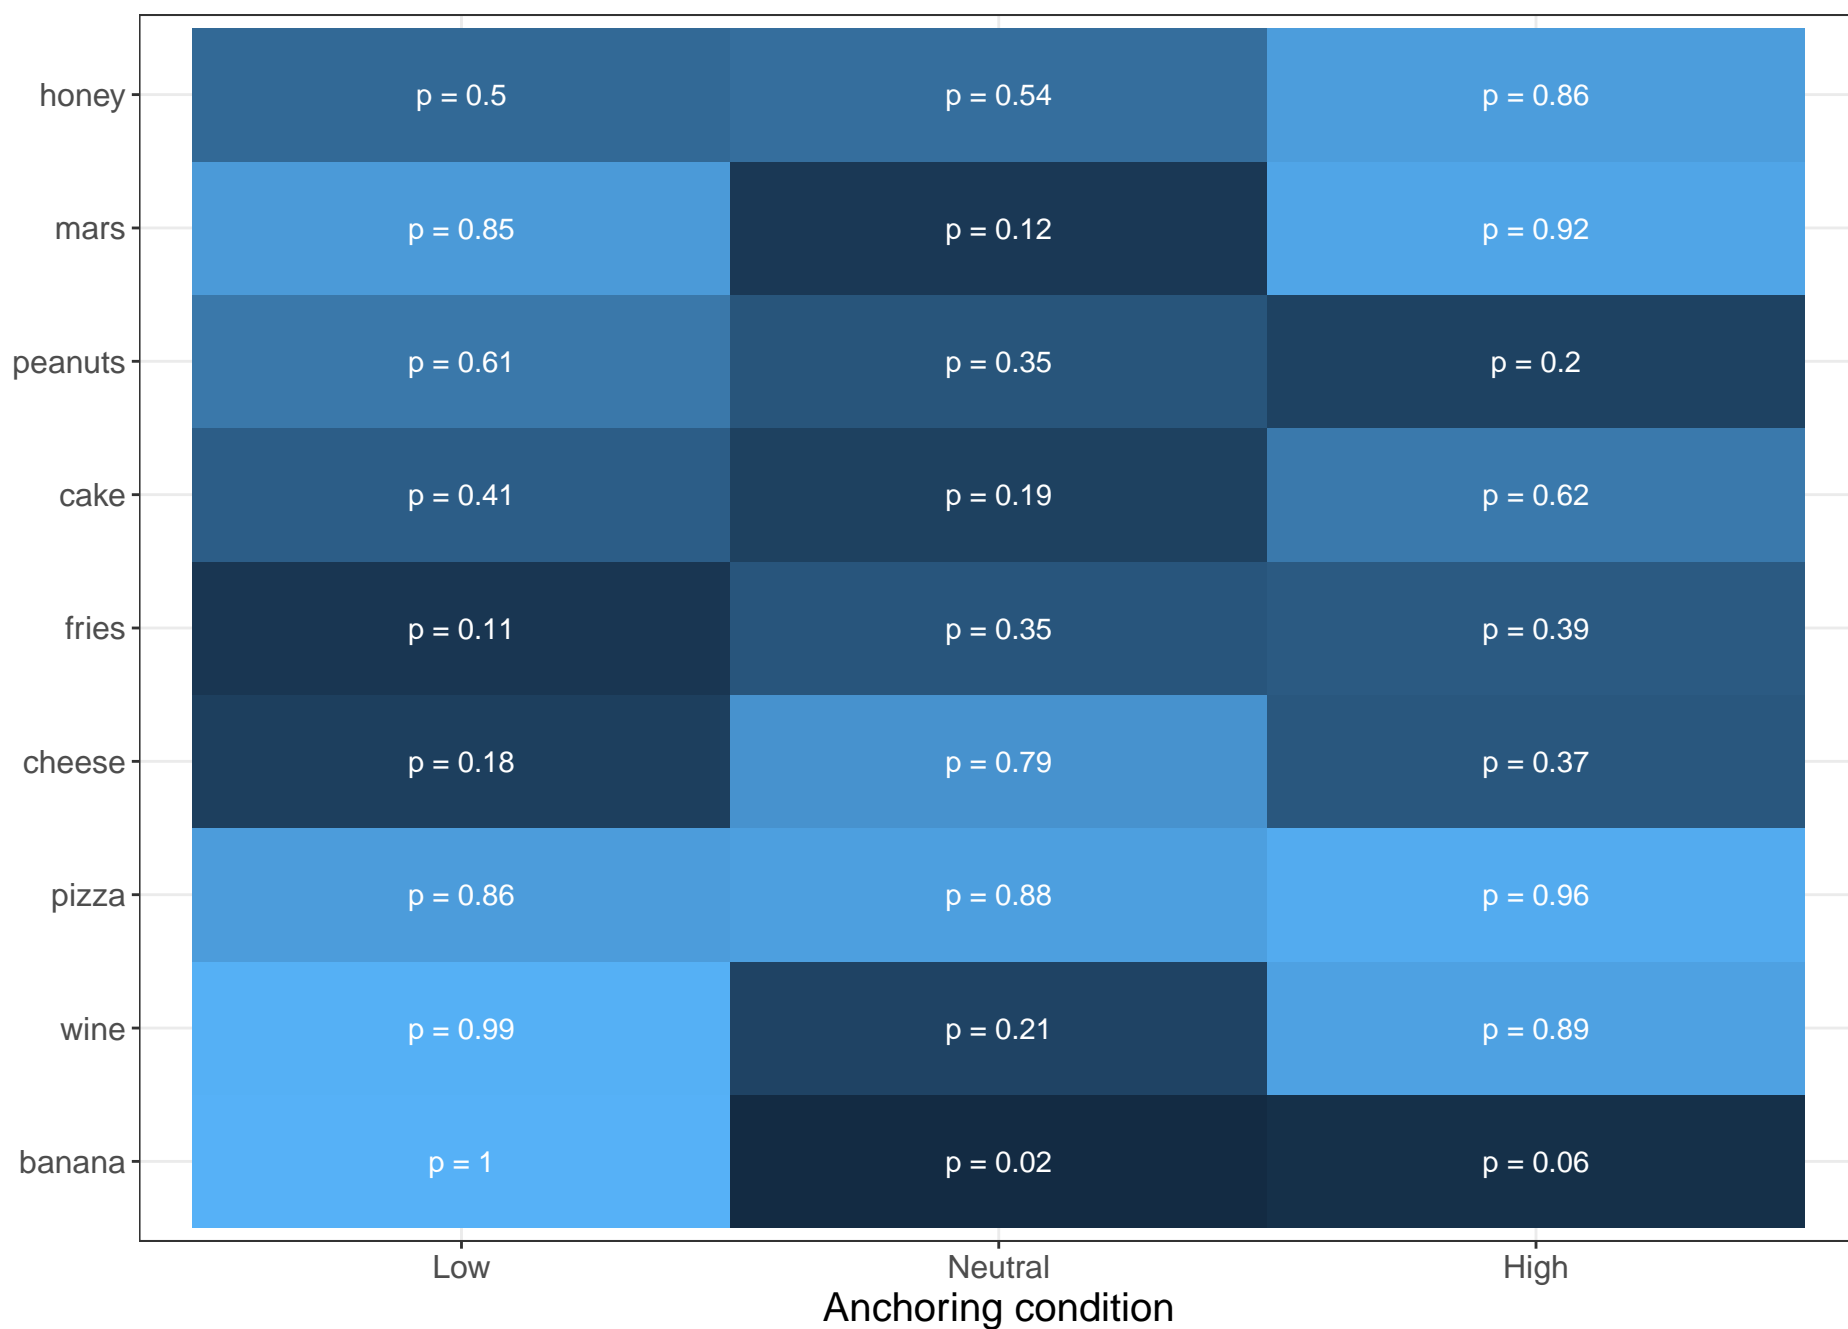 honey p = 0.5 p = 0.54 p = 0.86
mars p = 0.85 p = 0.12 p = 0.92
peanuts p = 0.61 p = 0.35 p = 0.2
cake p = 0.41 p = 0.19 p = 0.62
fries p = 0.11 p = 0.35 p = 0.39
cheese p = 0.18 p = 0.79 p = 0.37
pizza p = 0.86 p = 0.88 p = 0.96
wine p = 0.99 p = 0.21 p = 0.89
banana p = 1 p = 0.02 p = 0.06
Low Neutral High
Anchoring condition